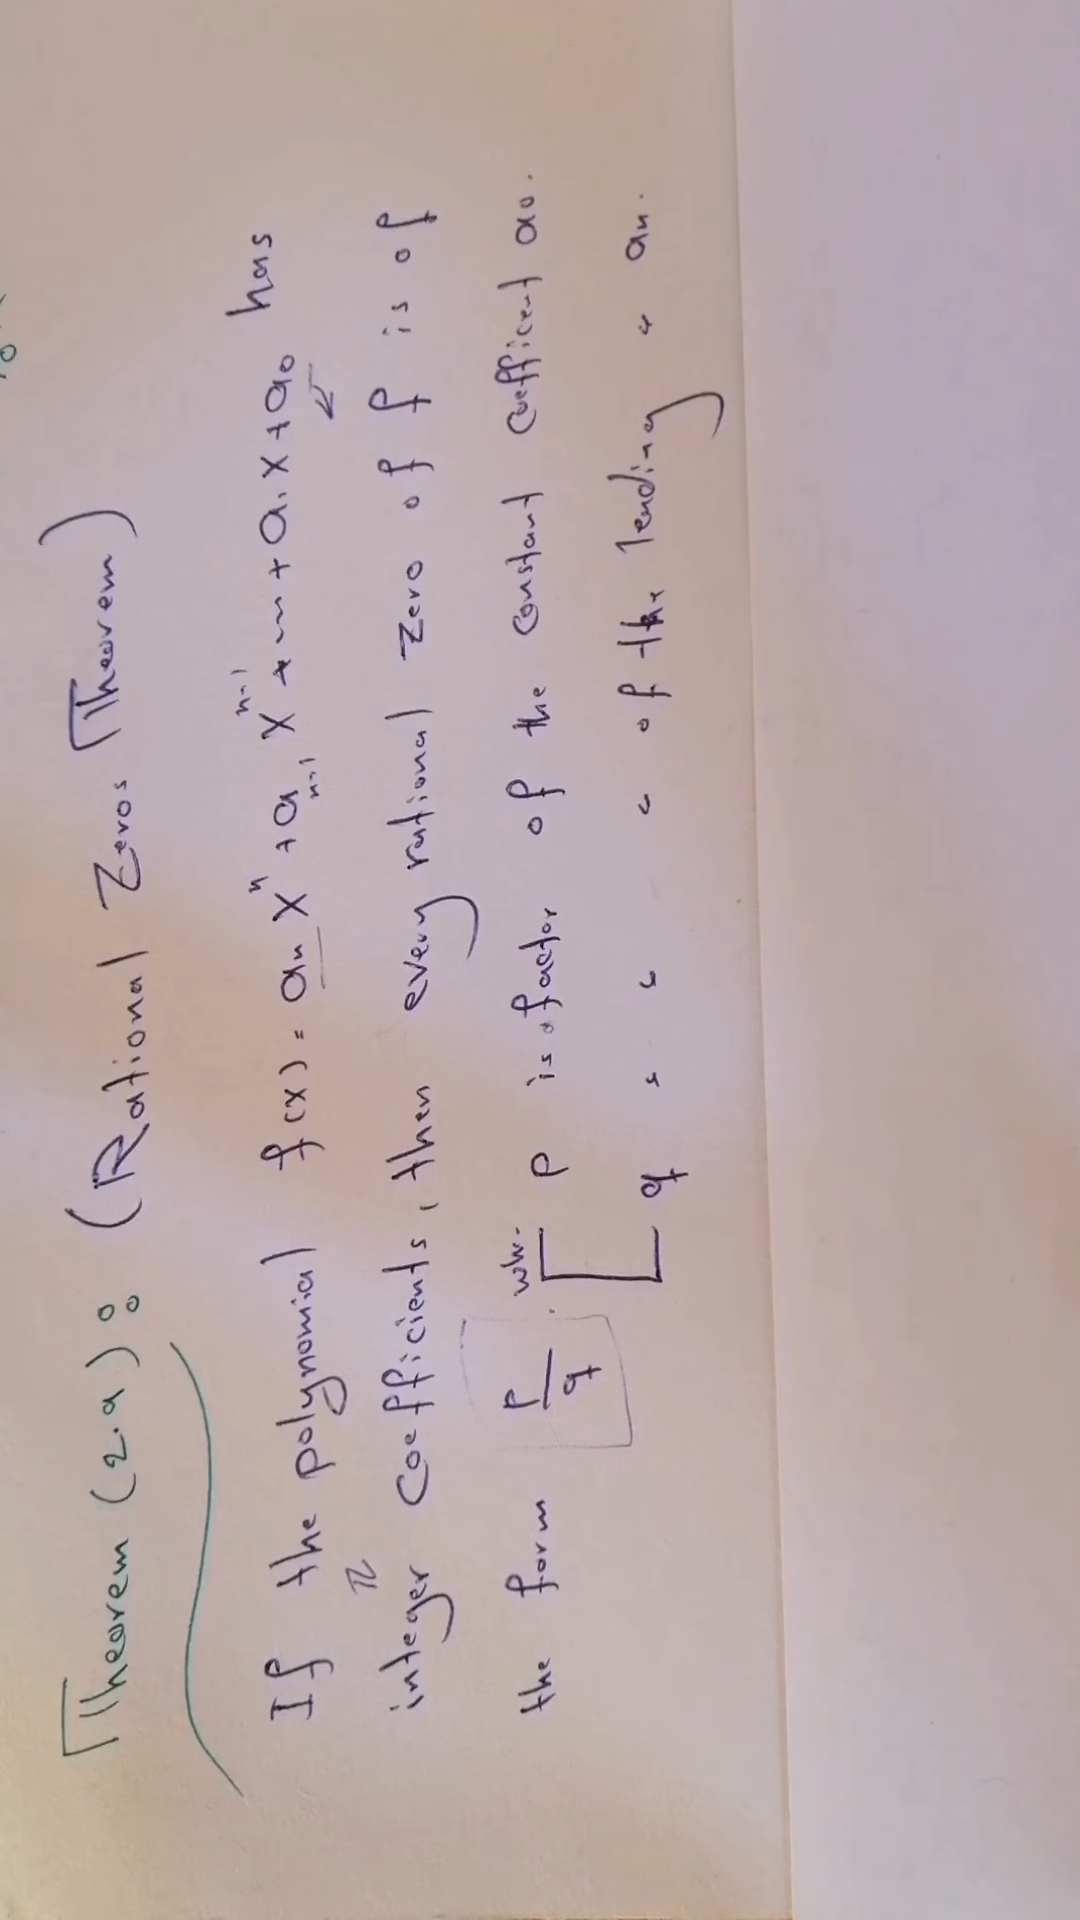 Theorem (2.9):  (Rational Zeros Theorem)
If the polynomial f(x) = aₙ xⁿ + aₙ₋₁ xⁿ⁻¹ + ... + a₁ x + a₀ has
ℤ
integer Coefficients, then every rational zero of f is of
the form p/q . wh. [ p is a factor of the constant coefficient a₀.
q " " " of the leading " aₙ.